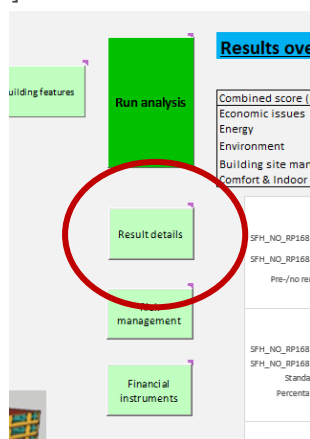 Results ove
uilding features
Run analysis
Combined score (
Economic issues
Energy
Environment
Building site man
Comfort & Indoor
Result details
SFH_NO_RP168
SFH_NO_RP168
Pre-/no re
management
SFH_NO_RP168
SFH_NO_RP168
Standa
Percenta
Financial
instruments